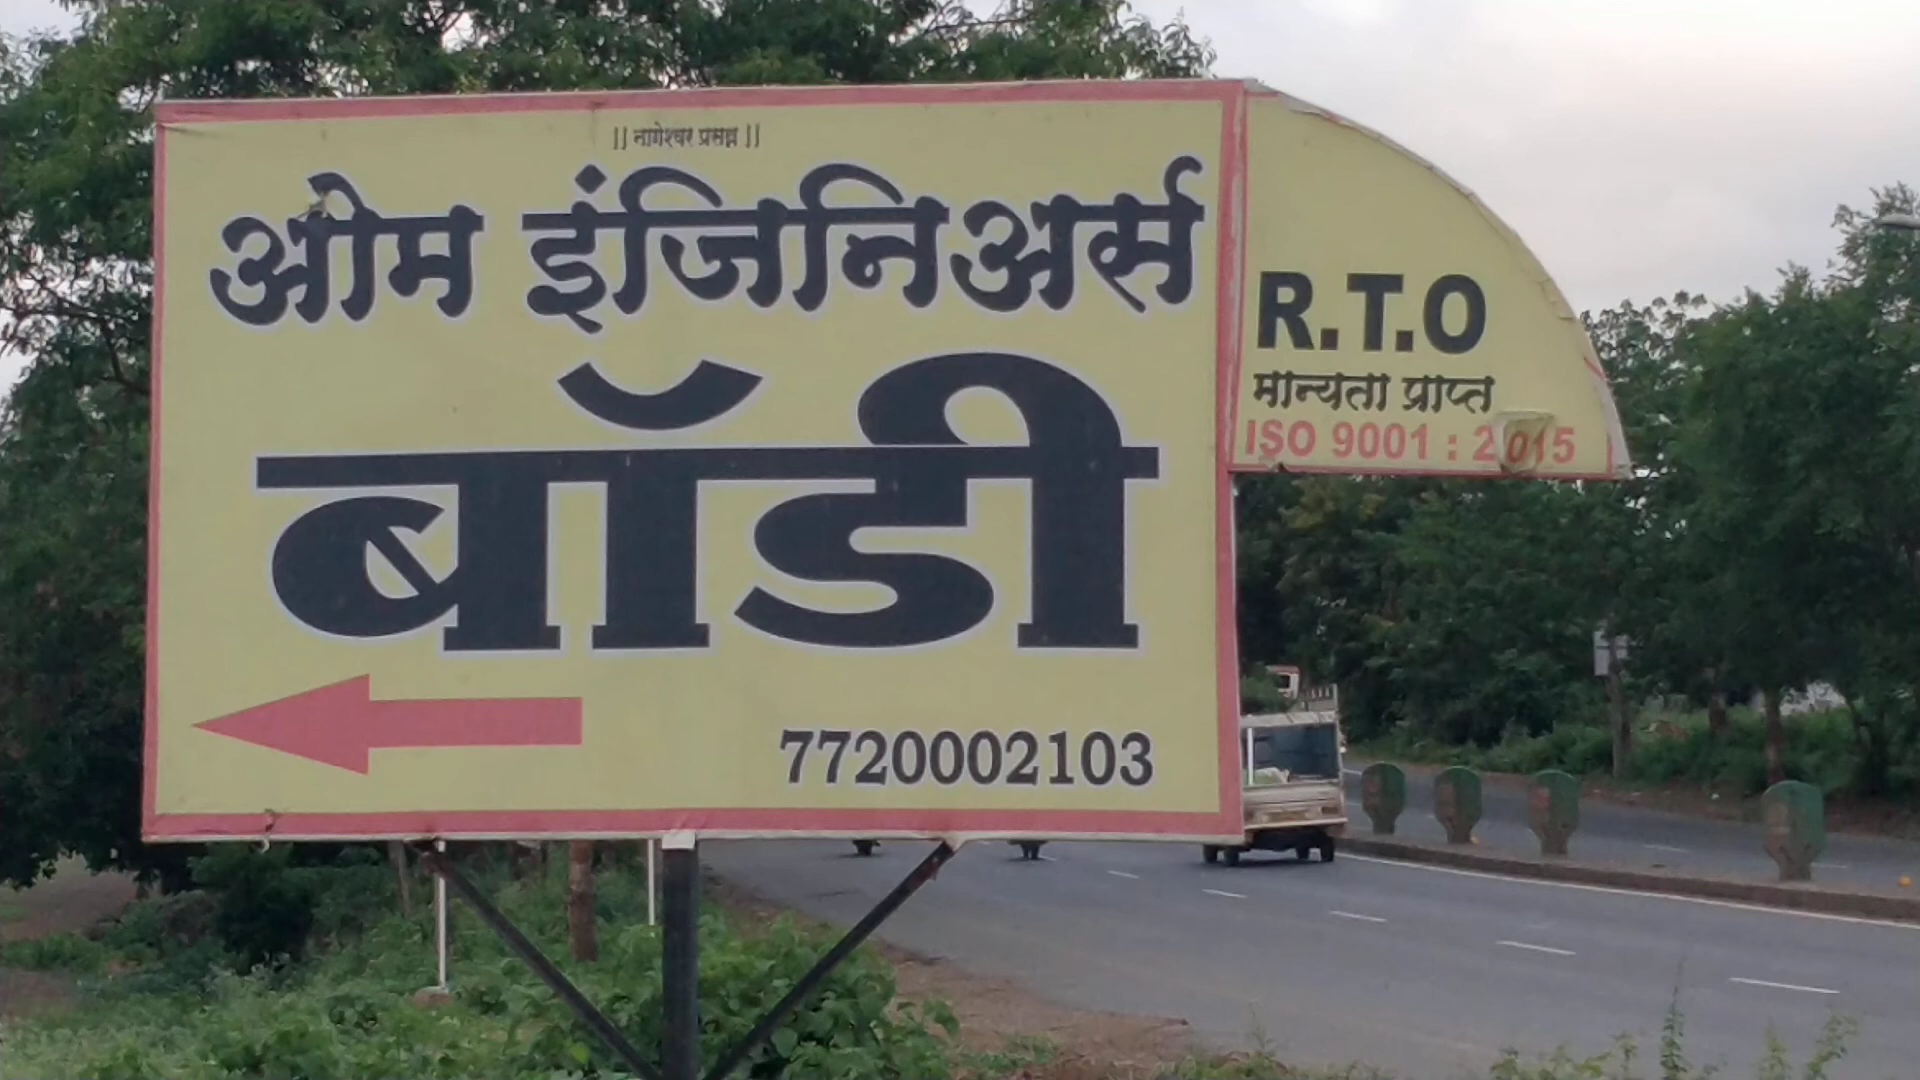 || नागेश्वर प्रसन्न ||
ओम इंजिनिअर्स
बॉडी
7720002103
R.T.O
मान्यता प्राप्त
ISO 9001 : 2015